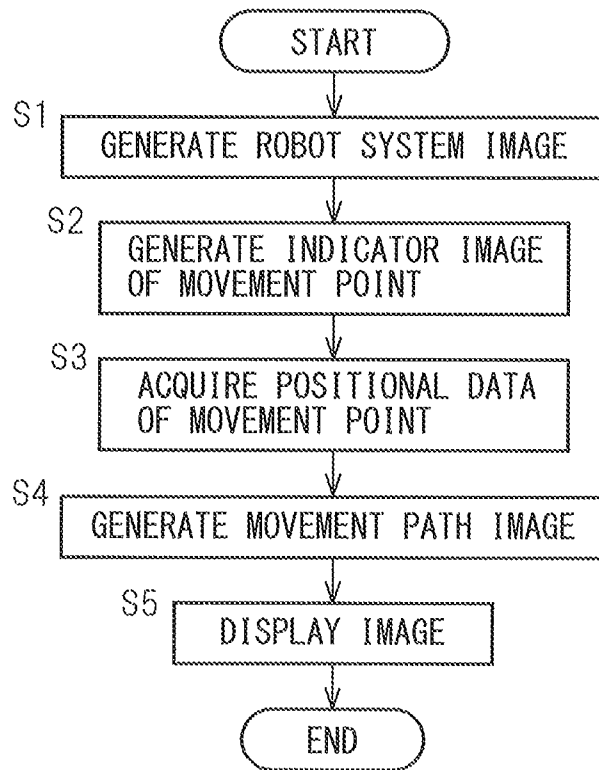 START
S1
GENERATE ROBOT SYSTEM IMAGE
S2
GENERATE INDICATOR IMAGE
OF MOVEMENT POINT
S3
ACQUIRE POSITIONAL DATA
OF MOVEMENT POINT
S4
GENERATE MOVEMENT PATH IMAGE
S5
DISPLAY IMAGE
END